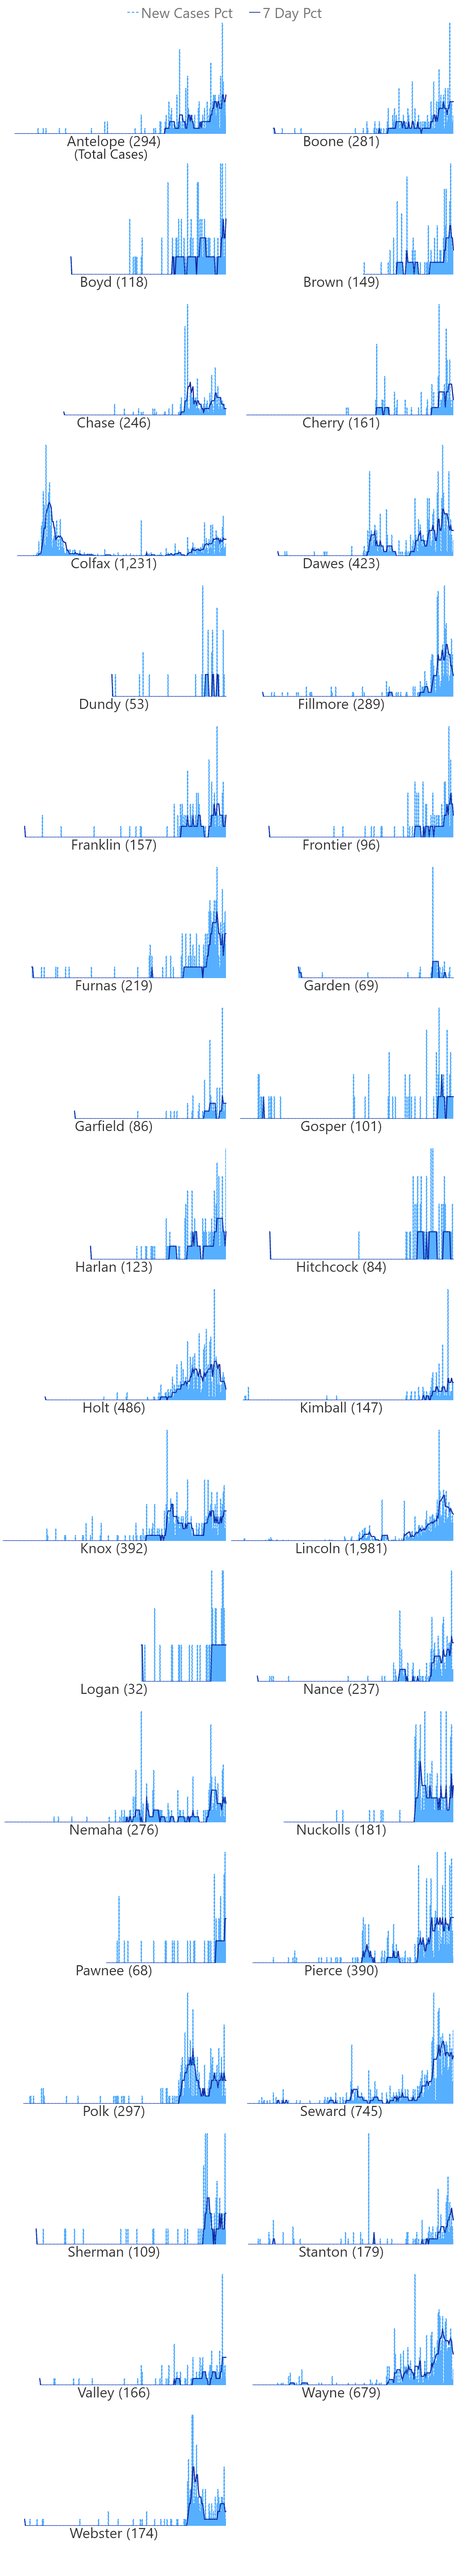 New Cases Pct 7 Day Pct
Antelope (294) Boone (281)
(Total Cases)
Boyd (118) Brown (149)
Chase (246) Cherry (161)
Colfax (1,231) Dawes (423)
Dundy (53) Fillmore (289)
Franklin (157) Frontier (96)
Furnas (219) Garden (69)
Garfield (86) Gosper (101)
Harlan (123) Hitchcock (84)
Holt (486) Kimball (147)
Knox (392) Lincoln (1,981)
Logan (32) Nance (237)
Nemaha (276) Nuckolls (181)
Pawnee (68) Pierce (390)
Polk (297) Seward (745)
Sherman (109) Stanton (179)
Valley (166) Wayne (679)
Webster (174)